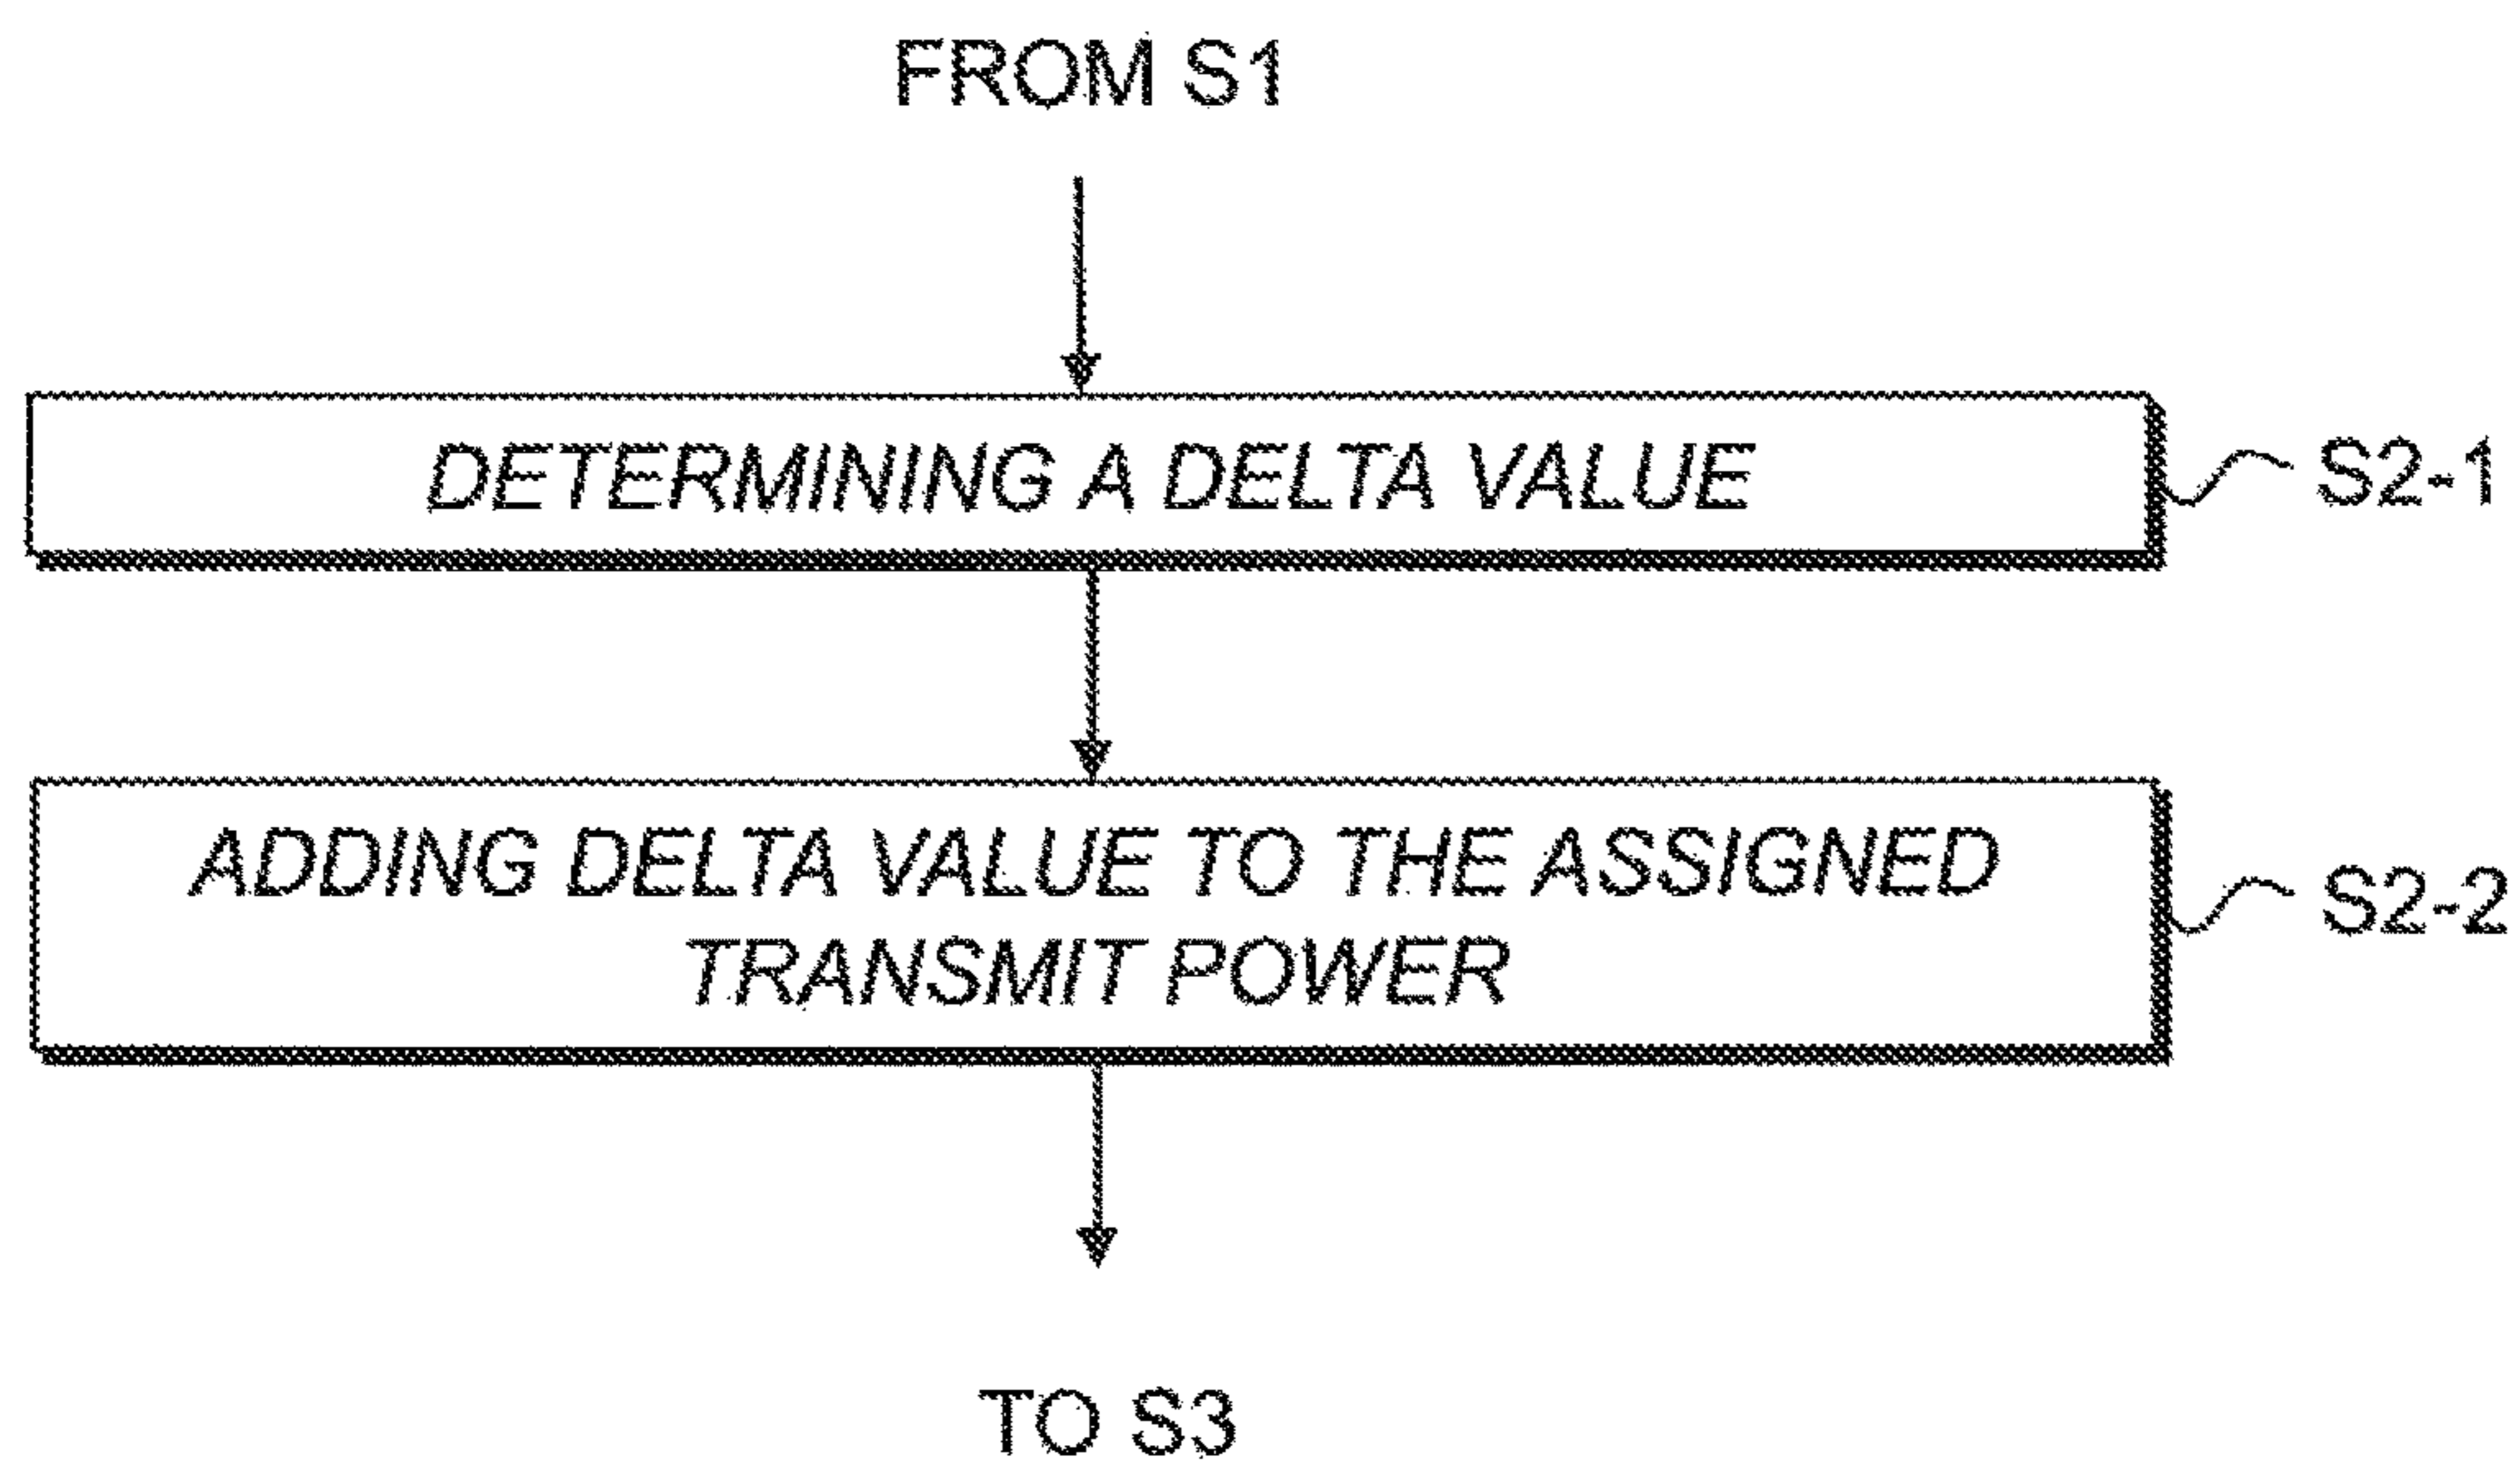 FROM S1
DETERMINING A DELTA VALUE
S2-1
ADDING DELTA VALUE TO THE ASSIGNED
TRANSMIT POWER
S2-2
TO S3